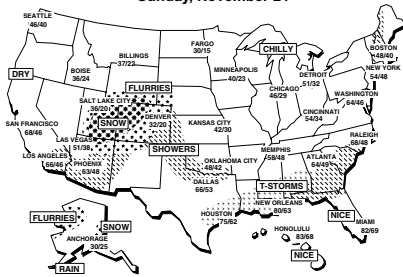 Sunday, November 24
SEATTLE
46/40
FARGO
30/15
BILLINGS
37/22
CHILLY
BOSTON
48/40
MINNEAPOLIS
40/23
DETROIT
51/32
NEW YORK
54/48
DRY
BOISE
36/24
FLURRIES
CHICAGO
46/29
WASHINGTON
64/46
SALT LAKE CITY
36/20
DENVER
32/20
CINCINNATI
54/34
SAN FRANCISCO
68/46
SNOW
KANSAS CITY
42/30
RALEIGH
68/48
LAS VEGAS
51/38
SHOWERS
MEMPHIS
58/48
LOS ANGELES
66/46
PHOENIX
63/48
OKLAHOMA CITY
48/42
ATLANTA
64/49
DALLAS
66/53
T-STORMS
NEW ORLEANS
80/63
FLURRIES
SNOW
HOUSTON
75/62
NICE
MIAMI
82/69
ANCHORAGE
30/25
HONOLULU
83/68
RAIN
NICE